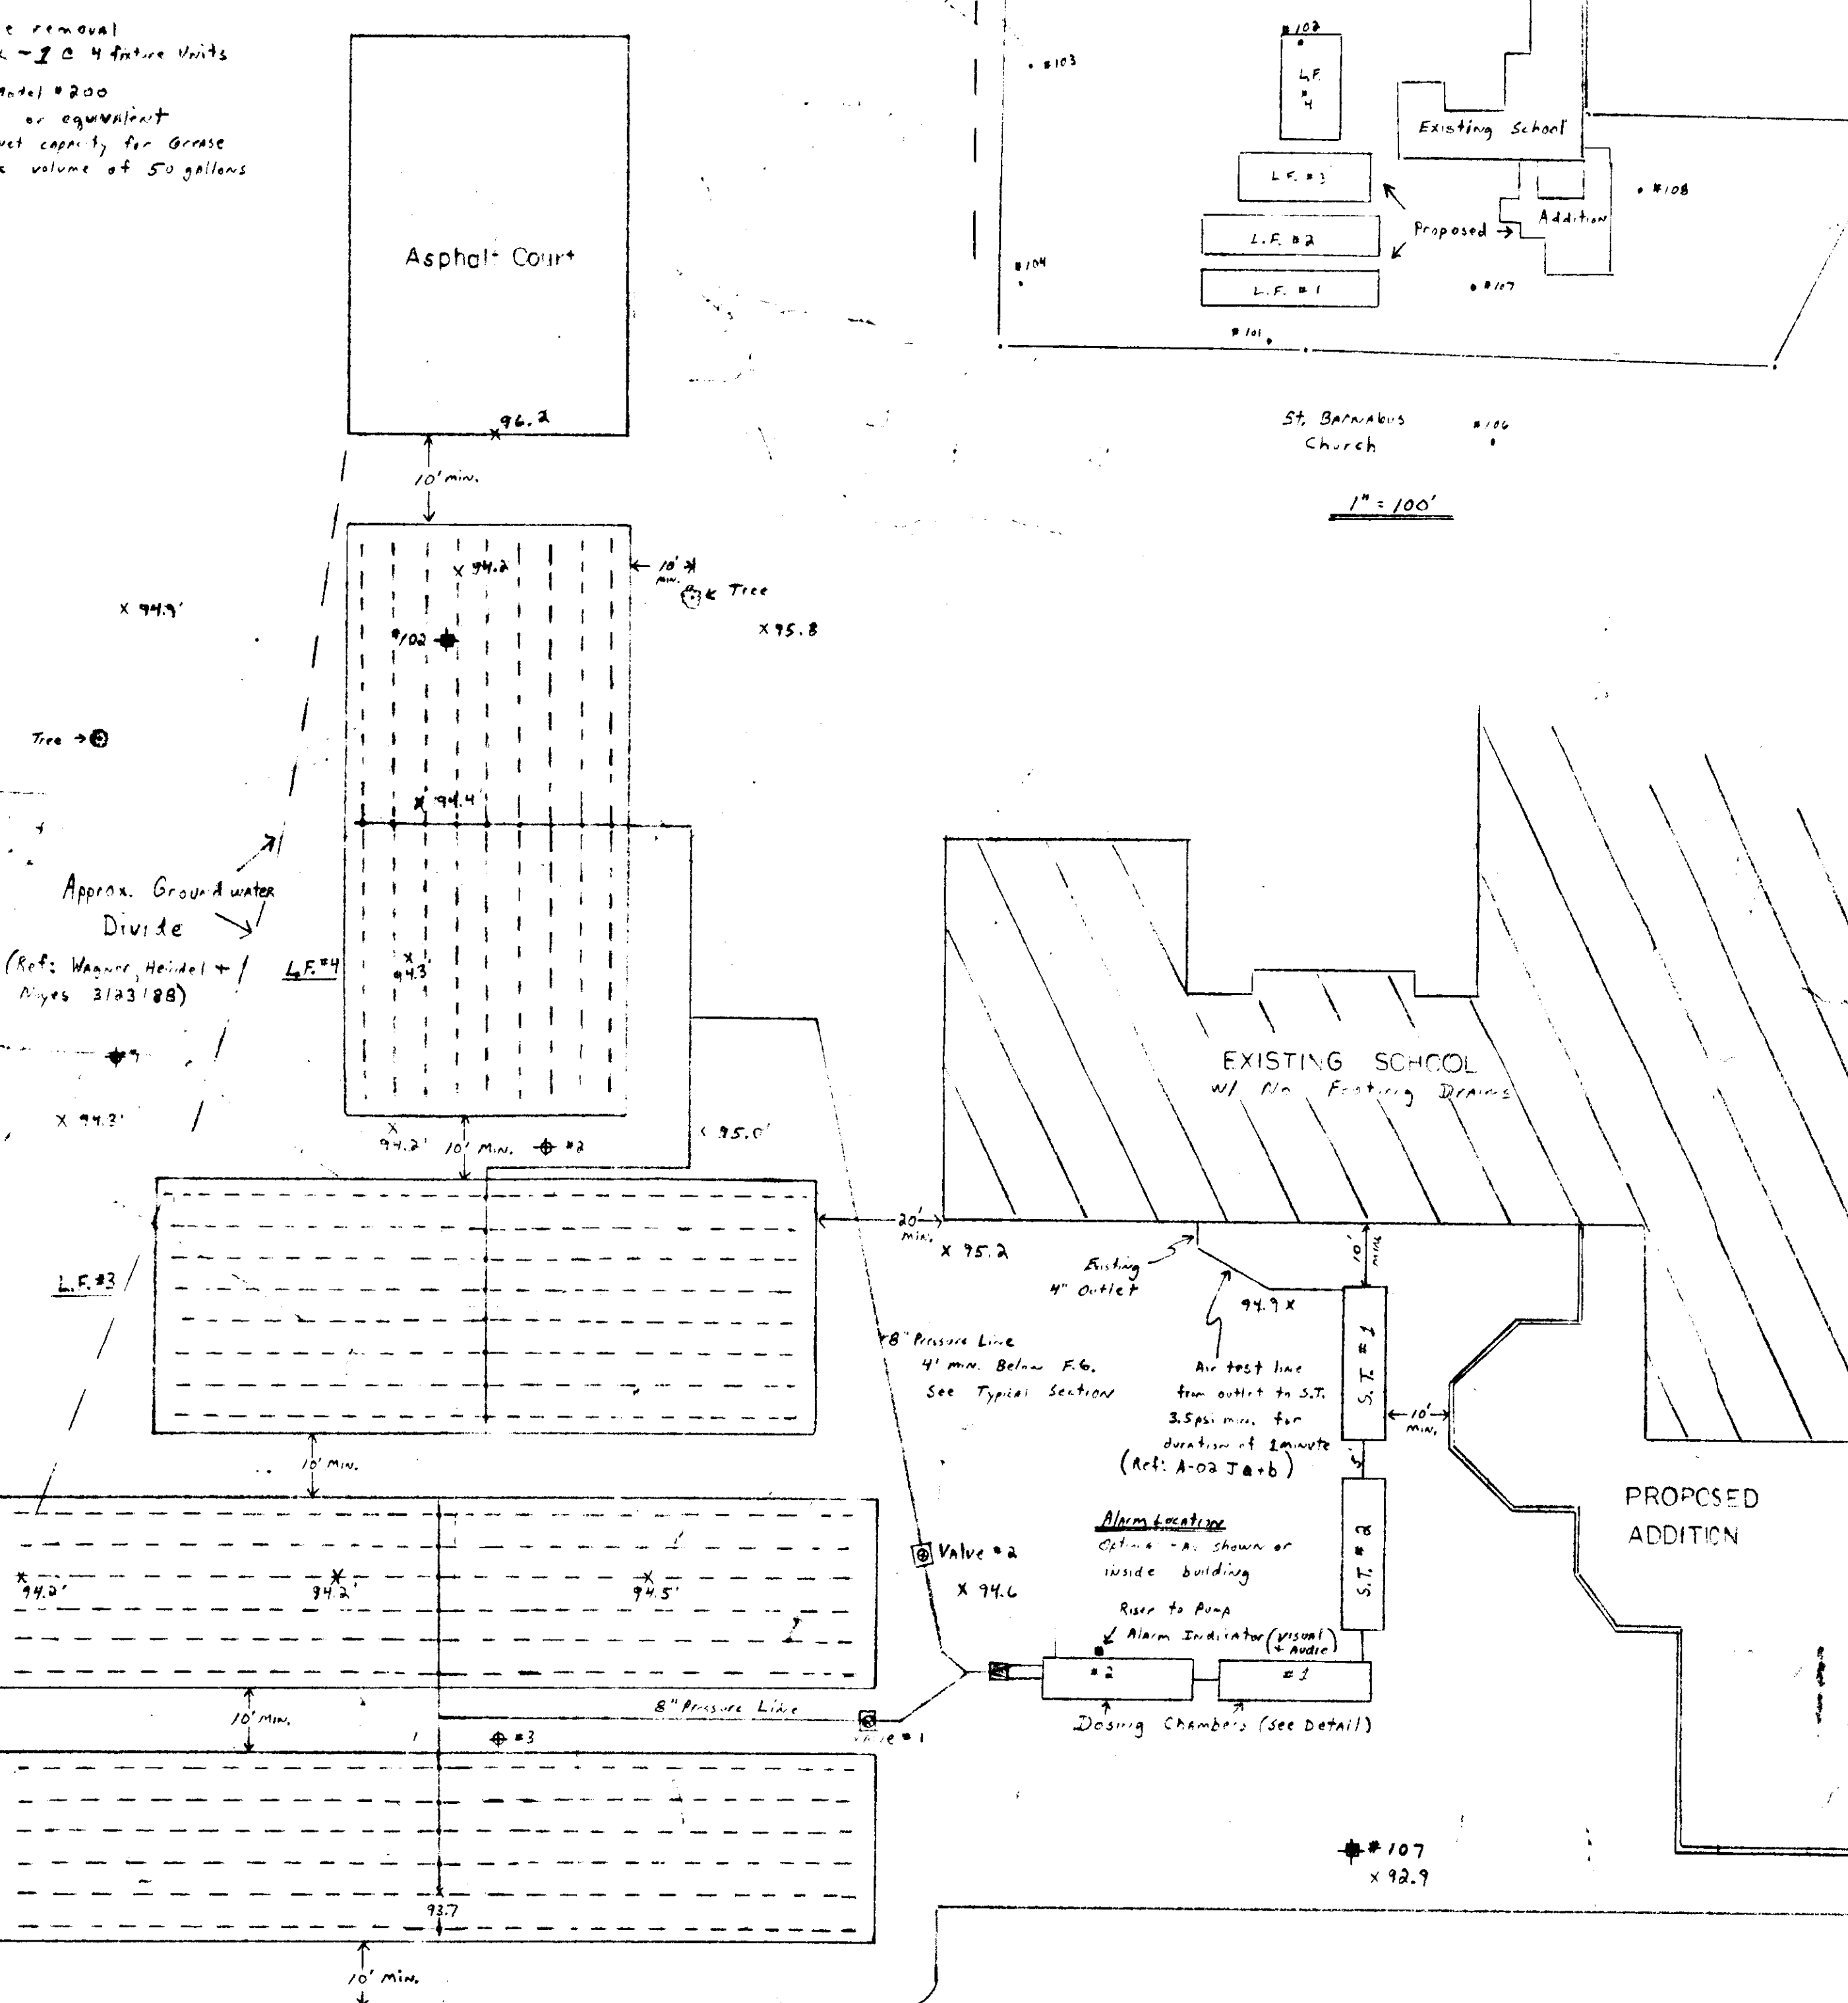 e removal
- 1 @ 4 fixture Units
Model #200
or equivalent
capacity for Grease
volume of 50 gallons
Asphalt Court
96.2
10' min.
#103
#102
L.F.
#4
Existing School
L.F. #3
#108
Addition
Proposed
L.F. #2
#104
L.F. #1
#107
#101
St. Barnabus
Church
#106
1" = 100'
x 94.2
10'
min.
Tree
x 94.9'
#102
x 95.8
Tree
x 94.4
Approx. Ground water
Divide
(Ref: Wagner, Heindel +
Noyes 3/23/88)
L.F. #4
x
94.3'
EXISTING SCHOOL
w/ No Footing Drains
x 94.3'
x
94.2'
10' min.
#2
95.0'
20'
min.
x 95.2
Existing
4" Outlet
94.9 x
10'
min.
L.F. #3
S.T. #1
8" Pressure Line
4' min. Below F.G.
See Typical Section
Air test line
from outlet to S.T.
3.5psi min. for
duration of 1 minute
(Ref: A-02 J a+b)
10'
min.
5'
10' min.
PROPOSED
ADDITION
Alarm Location
as shown or
inside building
S.T. #2
Valve #2
x 94.6
94.2'
94.2'
94.5'
Riser to Pump
Alarm Indicator (visual
+ Audio)
#2
#1
8" Pressure Line
10' min.
Dosing Chambers (See Detail)
#3
Valve #1
#107
x 92.9
93.7
10' min.